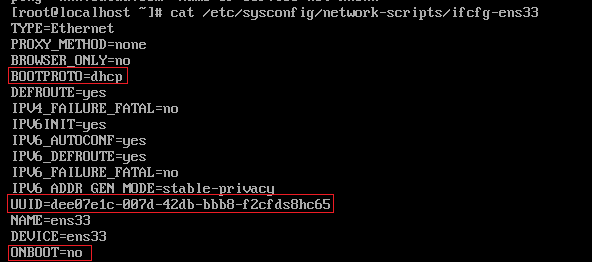 [root@localhost ~]# cat /etc/sysconfig/network-scripts/ifcfg-ens33
TYPE=Ethernet
PROXY_METHOD=none
BROWSER_ONLY=no
BOOTPROTO=dhcp
DEFROUTE=yes
IPV4_FAILURE_FATAL=no
IPV6INIT=yes
IPV6_AUTOCONF=yes
IPV6_DEFROUTE=yes
IPV6_FAILURE_FATAL=no
IPV6_ADDR_GEN_MODE=stable-privacy
UUID=dee07e1c-007d-42db-bbb8-f2cfds8hc65
NAME=ens33
DEVICE=ens33
ONBOOT=no